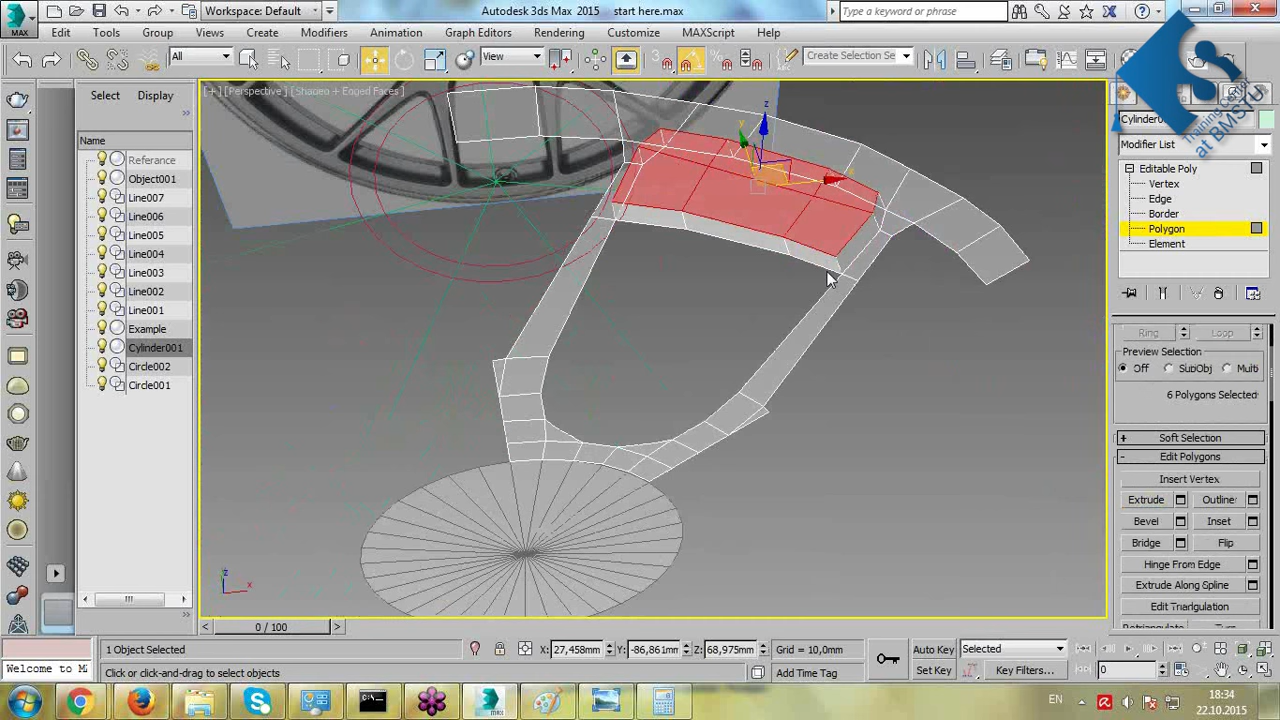 Workspace: Default
Autodesk 3ds Max 2015 start here.max
Type a keyword or phrase
MAX
Edit Tools Group Views Create Modifiers Animation Graph Editors Rendering Customize MAXScript Help
All
View
3
Create Selection Se
Training Center
at BMSTU
Select Display
[ + ] [ Perspective ] [ Shaded + Edged Faces ]
Name
Referance
Object001
Line007
Line006
Line005
Line004
Line003
Line002
Line001
Example
Cylinder001
Circle002
Circle001
z
y
x
z
x
Modifier List
Editable Poly
Vertex
Edge
Border
Polygon
Element
Ring Loop
Preview Selection
Off SubObj Multi
6 Polygons Selected
+ Soft Selection
- Edit Polygons
Insert Vertex
Extrude Outline
Bevel Inset
Bridge Flip
Hinge From Edge
Extrude Along Spline
Edit Triangulation
0 / 100
1 Object Selected
X: 27,458mm Y: -86,861mm Z: 68,975mm
Grid = 10,0mm
Auto Key Selected
Welcome to M
Click or click-and-drag to select objects
Add Time Tag
Set Key Key Filters...
0
EN
18:34
22.10.2015